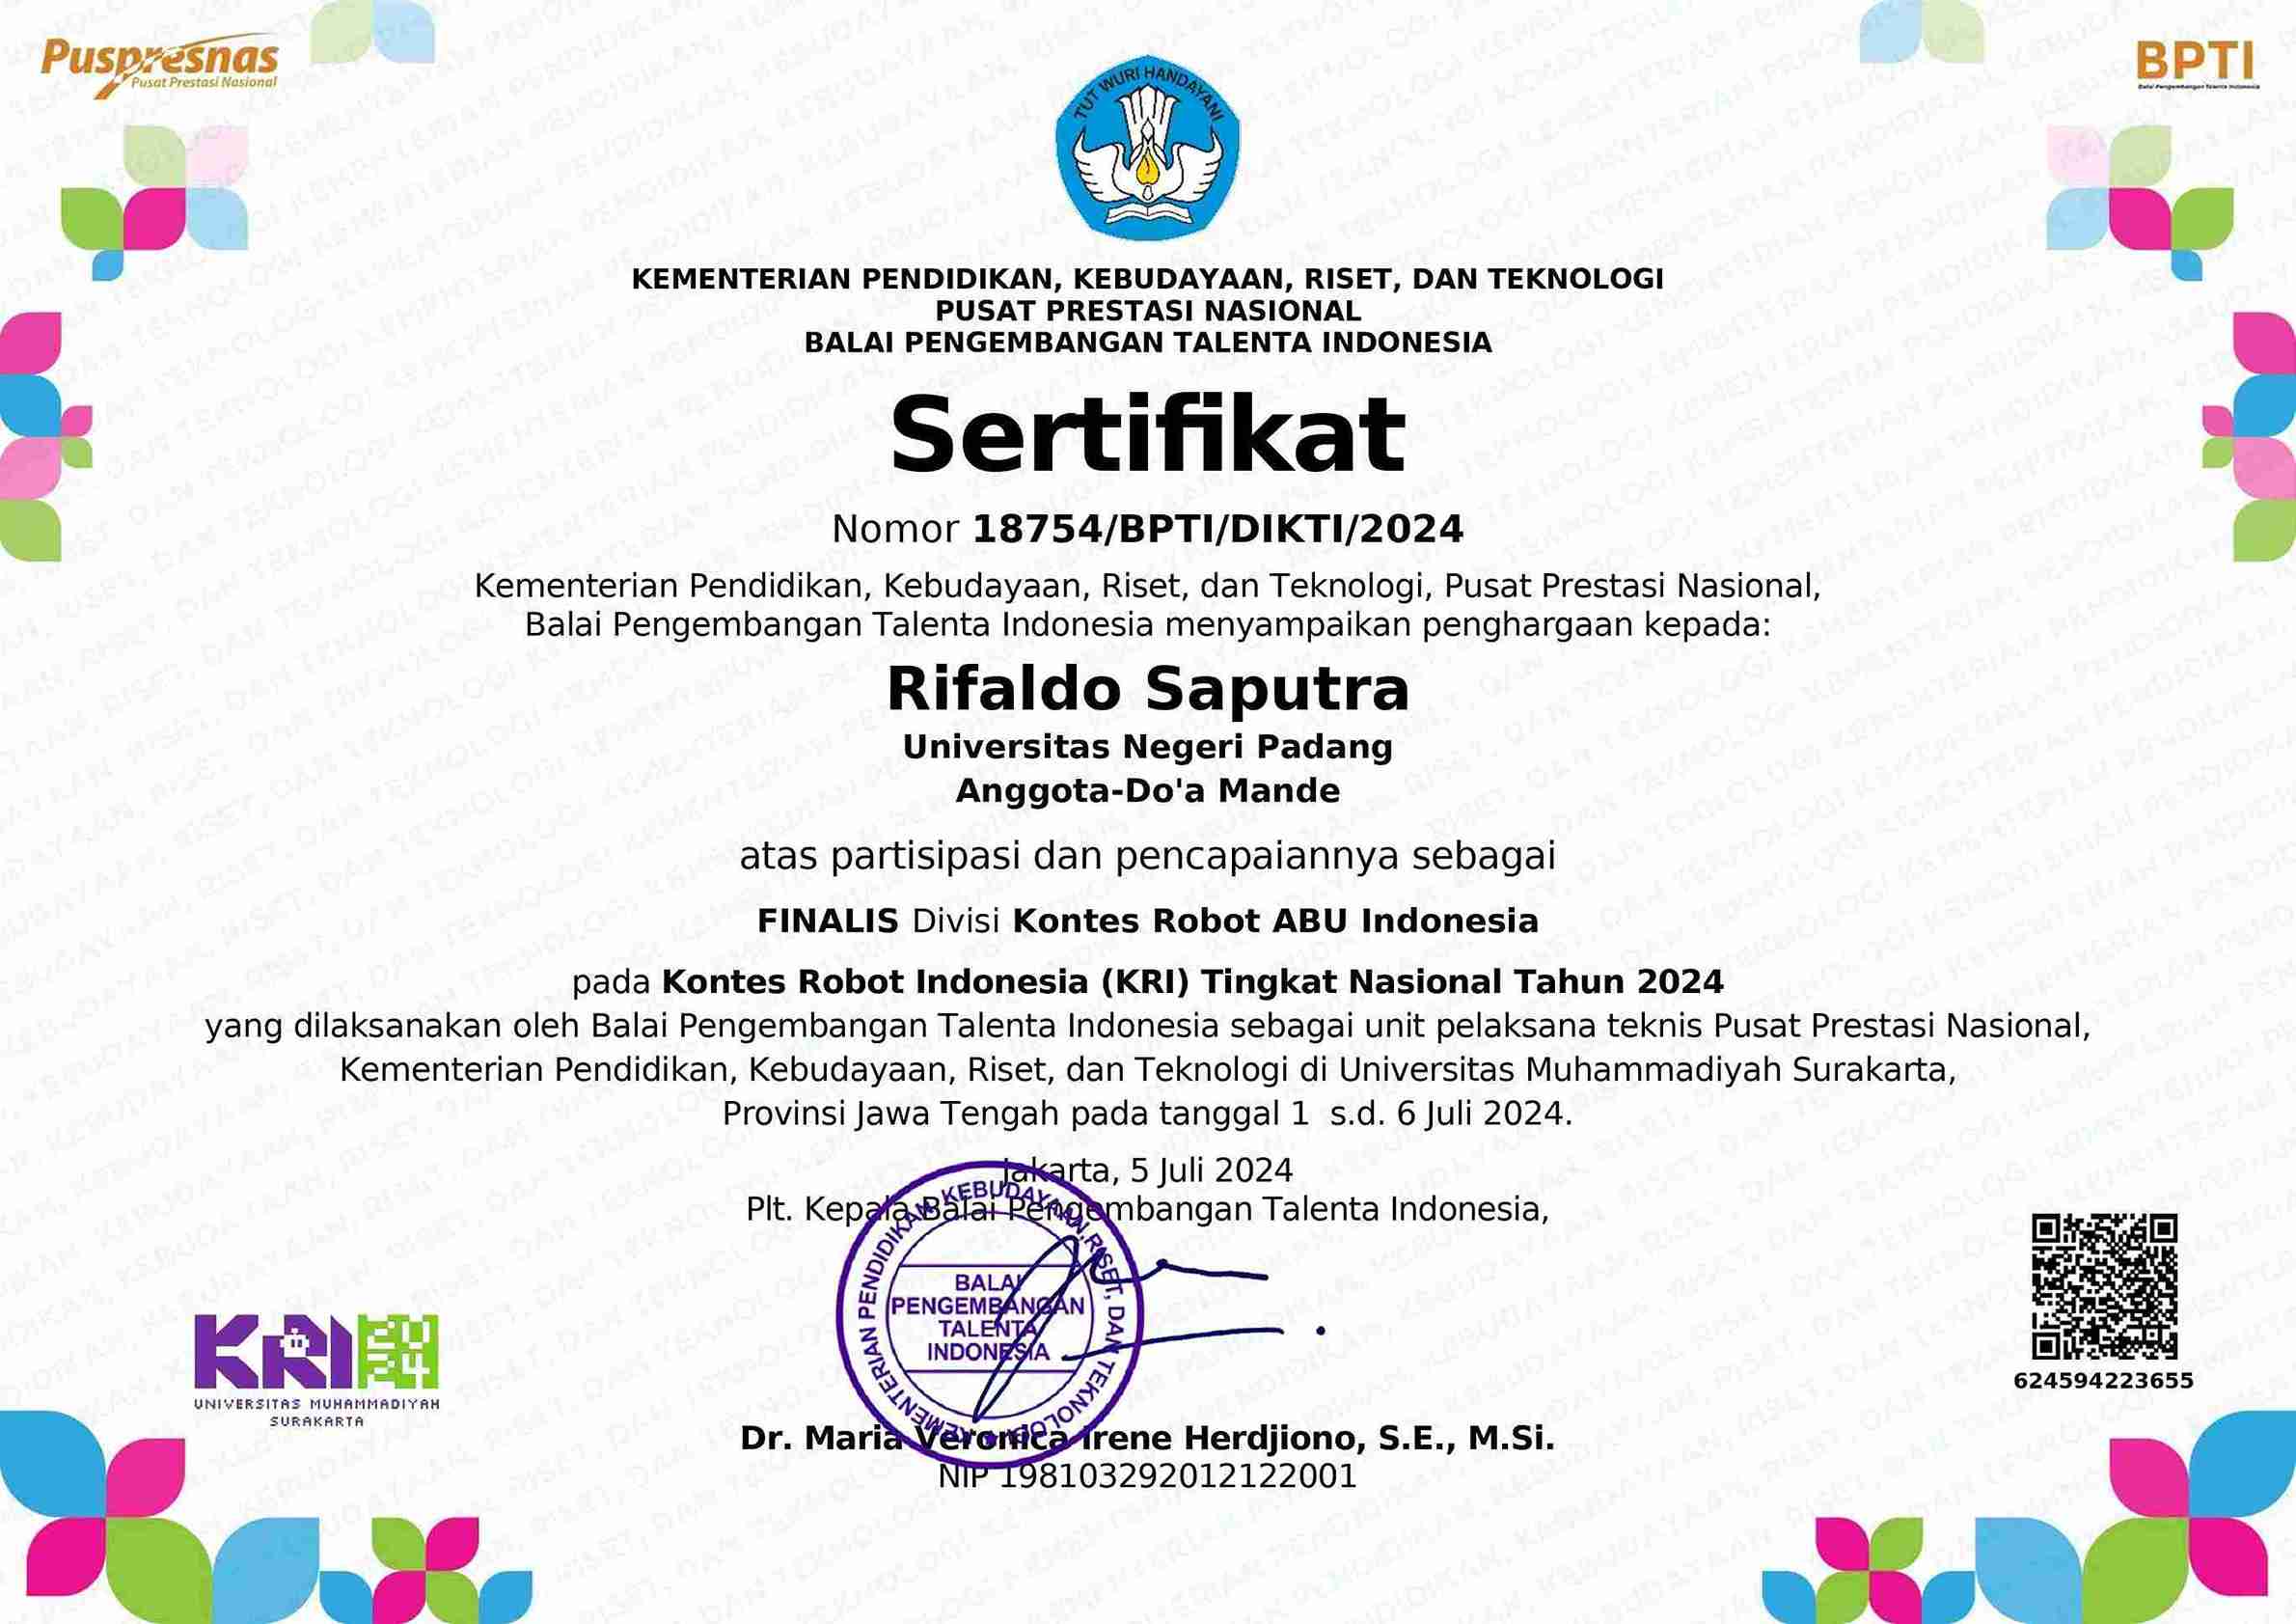 Puspresnas
Pusat Prestasi Nasional
BPTI
Balai Pengembangan Talenta Indonesia
TUT WURI HANDAYANI
KEMENTERIAN PENDIDIKAN, KEBUDAYAAN, RISET, DAN TEKNOLOGI
PUSAT PRESTASI NASIONAL
BALAI PENGEMBANGAN TALENTA INDONESIA
Sertifikat
Nomor 18754/BPTI/DIKTI/2024
Kementerian Pendidikan, Kebudayaan, Riset, dan Teknologi, Pusat Prestasi Nasional,
Balai Pengembangan Talenta Indonesia menyampaikan penghargaan kepada:
Rifaldo Saputra
Universitas Negeri Padang
Anggota-Do'a Mande
atas partisipasi dan pencapaiannya sebagai
FINALIS Divisi Kontes Robot ABU Indonesia
pada Kontes Robot Indonesia (KRI) Tingkat Nasional Tahun 2024
yang dilaksanakan oleh Balai Pengembangan Talenta Indonesia sebagai unit pelaksana teknis Pusat Prestasi Nasional,
Kementerian Pendidikan, Kebudayaan, Riset, dan Teknologi di Universitas Muhammadiyah Surakarta,
Provinsi Jawa Tengah pada tanggal 1  s.d. 6 Juli 2024.
Jakarta, 5 Juli 2024
Plt. Kepala Balai Pengembangan Talenta Indonesia,
KEMENTERIAN PENDIDIKAN, KEBUDAYAAN, RISET, DAN TEKNOLOGI
BALAI
PENGEMBANGAN
TALENTA
INDONESIA
Dr. Maria Veronica Irene Herdjiono, S.E., M.Si.
NIP 198103292012122001
KRI
UNIVERSITAS MUHAMMADIYAH
SURAKARTA
624594223655